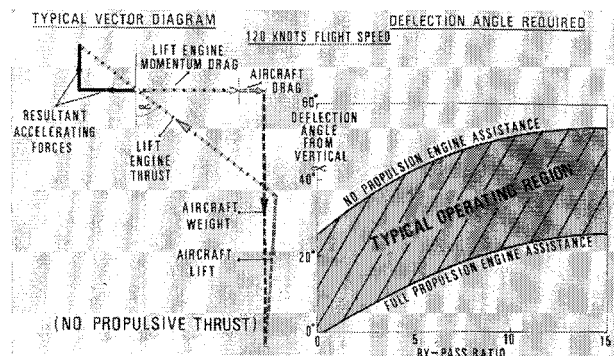 TYPICAL VECTOR DIAGRAM
DEFLECTION ANGLE REQUIRED
120 KNOTS FLIGHT SPEED
LIFT ENGINE
MOMENTUM DRAG
AIRCRAFT
DRAG
RESULTANT
ACCELERATING
FORCES
LIFT
ENGINE
THRUST
AIRCRAFT
WEIGHT
AIRCRAFT
LIFT
(NO PROPULSIVE THRUST)
60°
DEFLECTION
ANGLE
FROM
VERTICAL
40°
20°
0°
NO PROPULSION ENGINE ASSISTANCE
TYPICAL OPERATING REGION
FULL PROPULSION ENGINE ASSISTANCE
5
10
15
BY-PASS RATIO